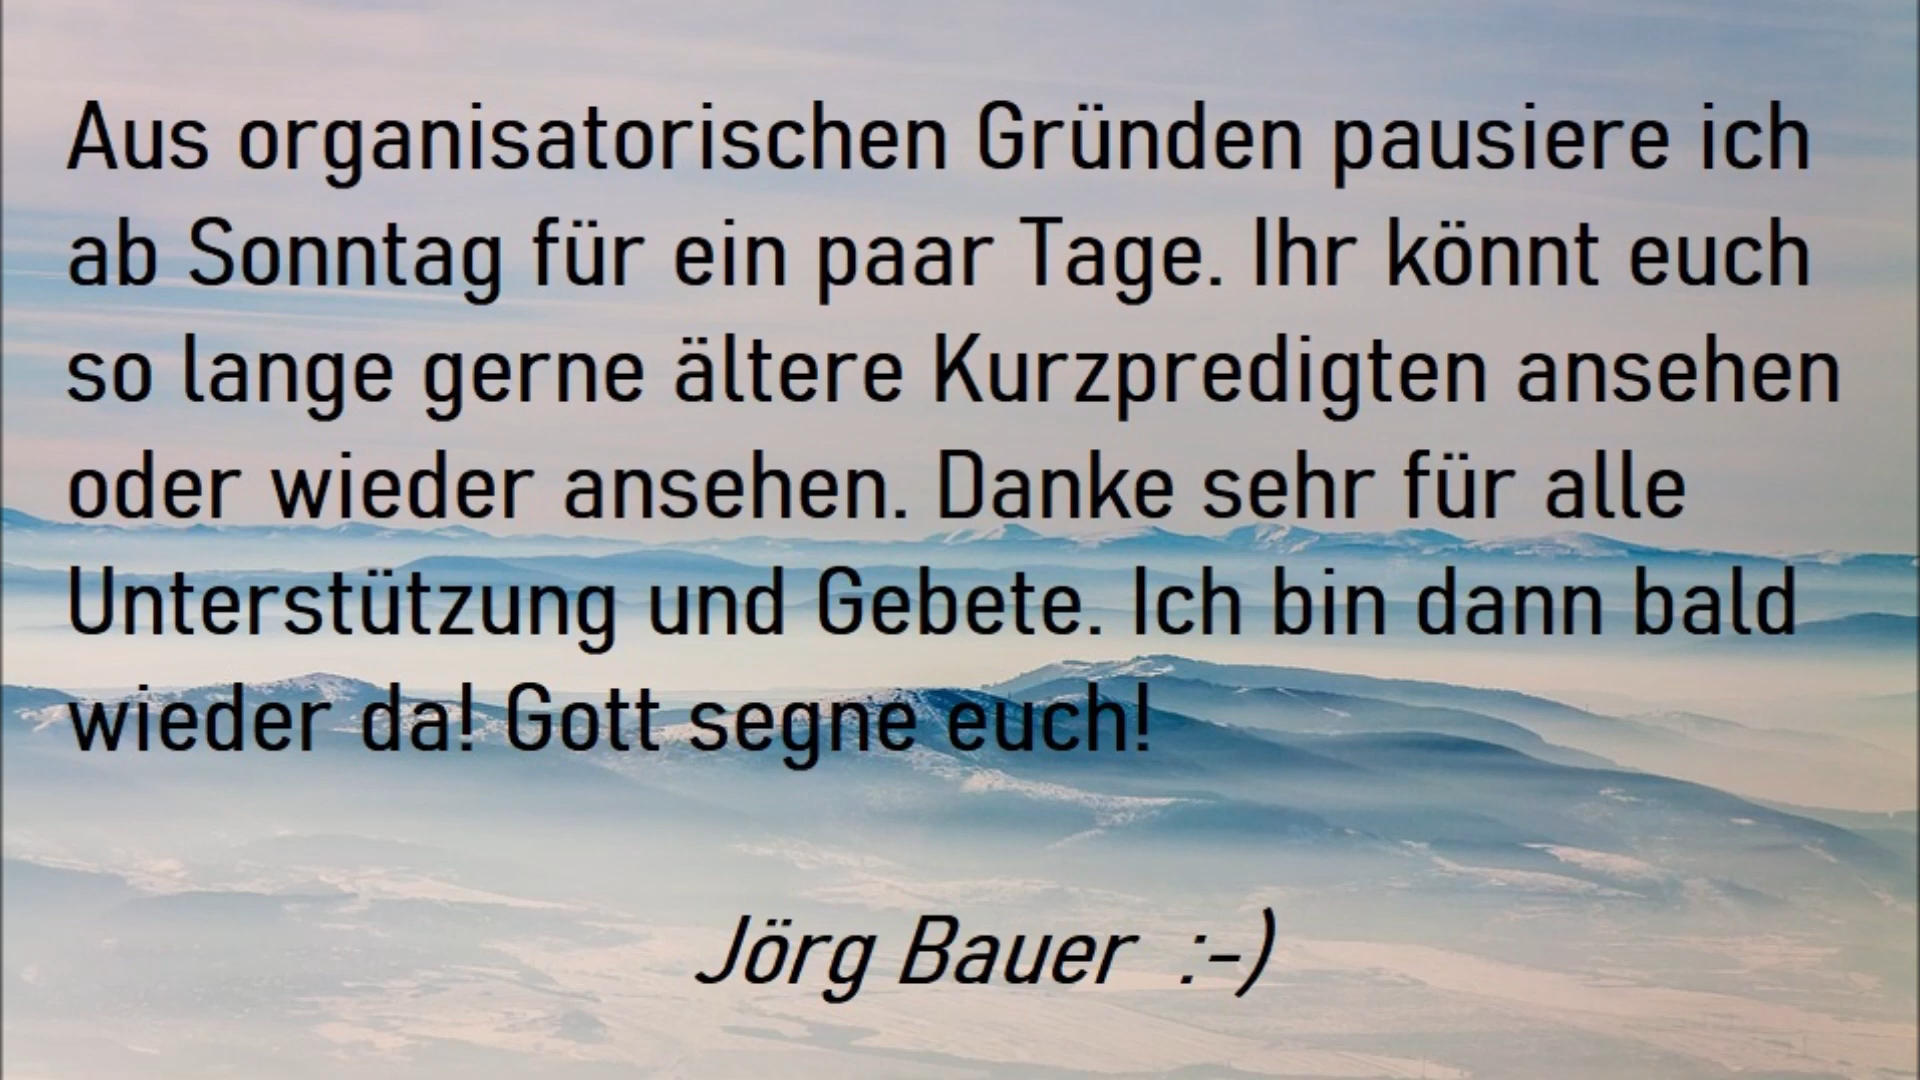 Aus organisatorischen Gründen pausiere ich
ab Sonntag für ein paar Tage. Ihr könnt euch
so lange gerne ältere Kurzpredigten ansehen
oder wieder ansehen. Danke sehr für alle
Unterstützung und Gebete. Ich bin dann bald
wieder da! Gott segne euch!
Jörg Bauer :-)